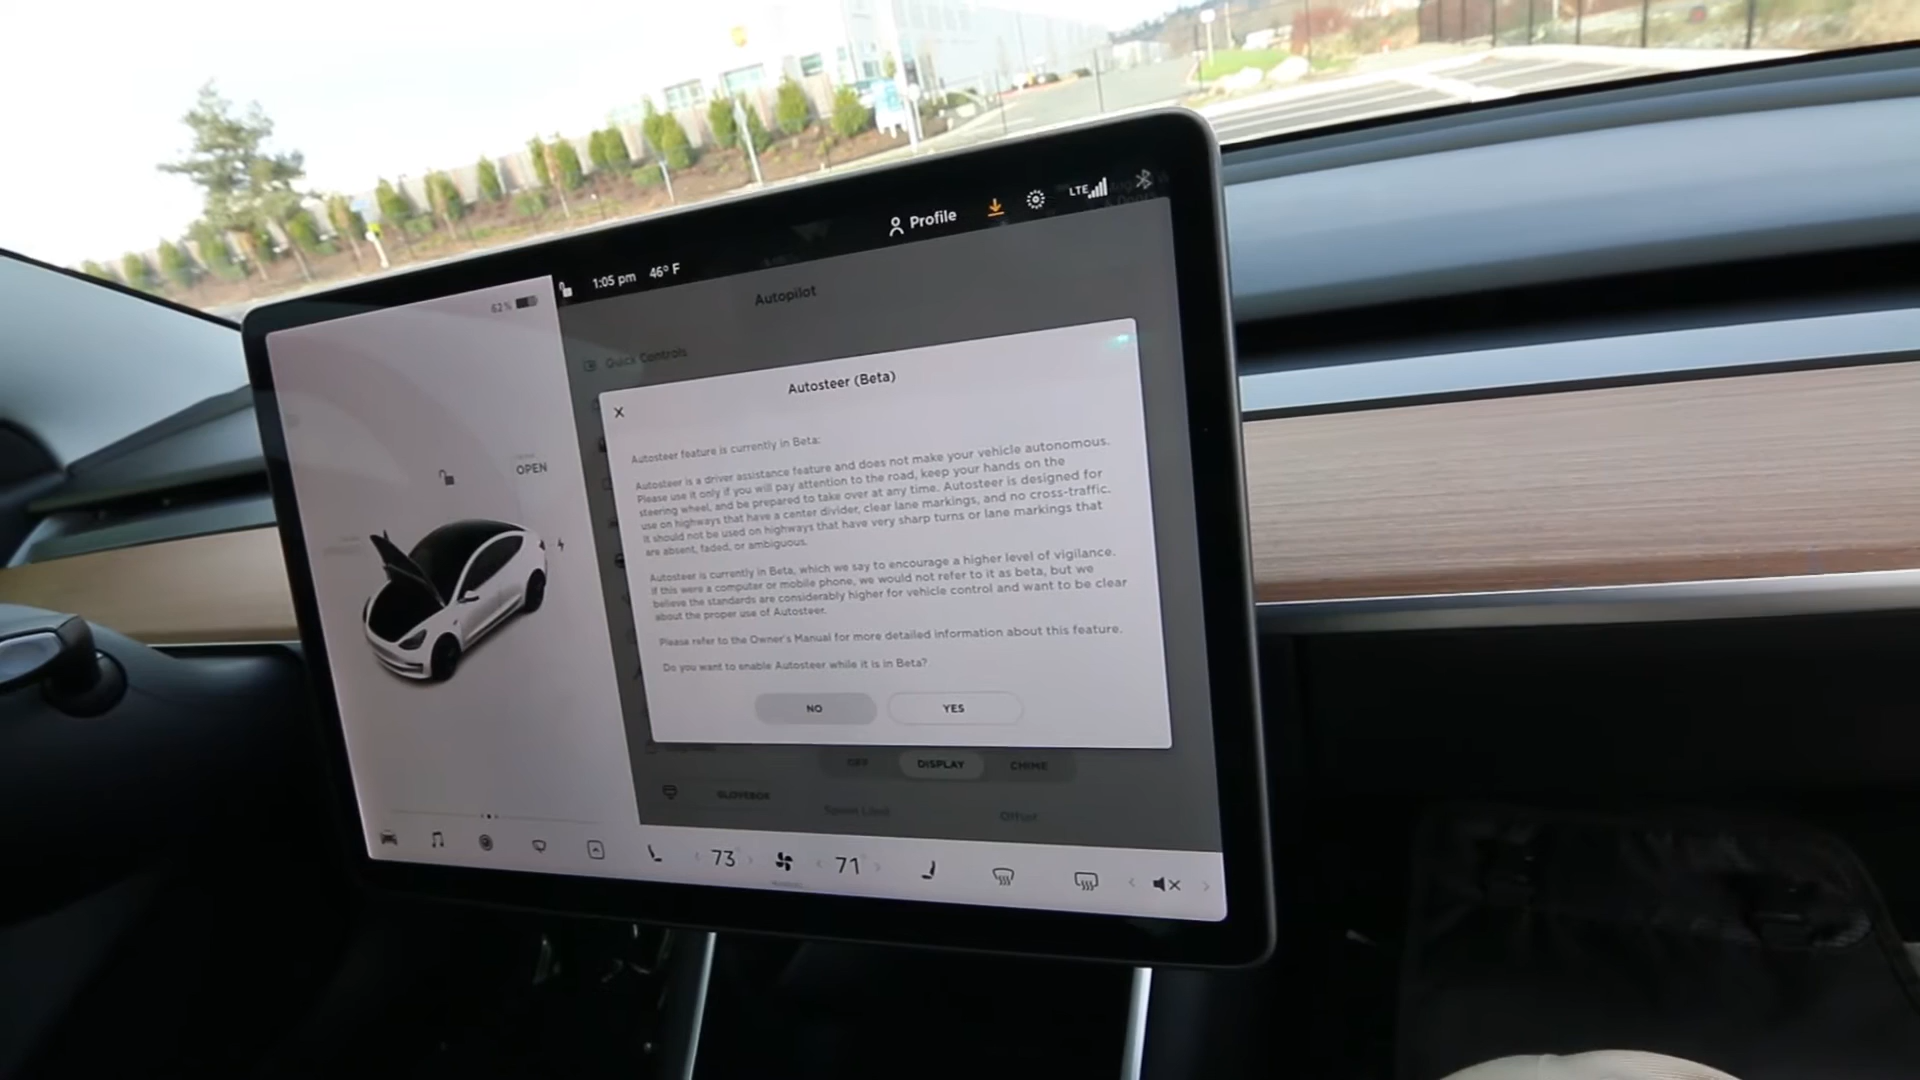 Profile
LTE
62%
1:05 pm 46° F
Autopilot
Quick Controls
Autosteer (Beta)
X
Autosteer feature is currently in Beta:
Autosteer is a driver assistance feature and does not make your vehicle autonomous.
Please use it only if you will pay attention to the road, keep your hands on the
steering wheel, and be prepared to take over at any time. Autosteer is designed for
use on highways that have a center divider, clear lane markings, and no cross-traffic.
It should not be used on highways that have very sharp turns or lane markings that
are absent, faded, or ambiguous.
Autosteer is currently in Beta, which we say to encourage a higher level of vigilance.
If this were a computer or mobile phone, we would not refer to it as beta, but we
believe the standards are considerably higher for vehicle control and want to be clear
about the proper use of Autosteer.
Please refer to the Owner's Manual for more detailed information about this feature.
Do you want to enable Autosteer while it is in Beta?
NO YES
OPEN
OFF DISPLAY CHIME
GLOVEBOX
Speed Limit Other
73 71